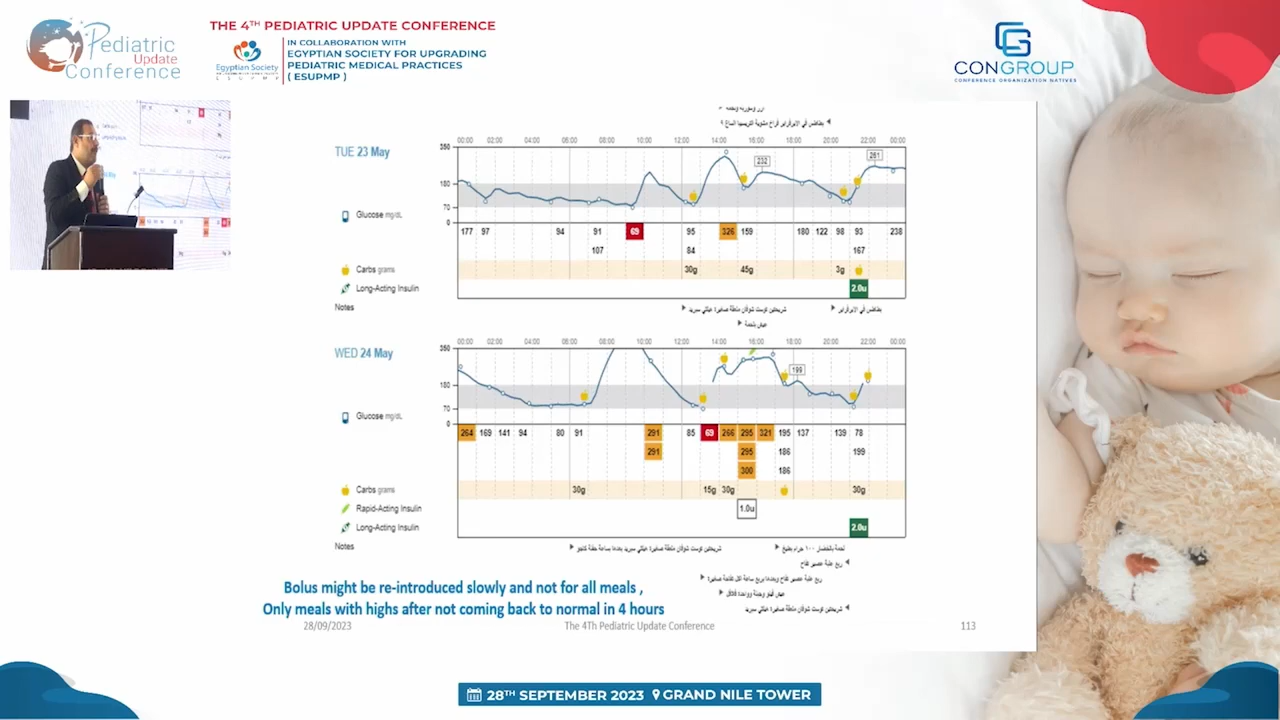 Pediatric
Update
Conference
THE 4TH PEDIATRIC UPDATE CONFERENCE
Egyptian Society
E S U P M P
IN COLLABORATION WITH
EGYPTIAN SOCIETY FOR UPGRADING
PEDIATRIC MEDICAL PRACTICES
( ESUPMP )
CONGROUP
CONFERENCE ORGANIZATION NATIVES
TUE 23 May
00:00 02:00 04:00 06:00 08:00 10:00 12:00 14:00 16:00 18:00 20:00 22:00 00:00
350
180
70
0
232
261
Glucose mg/dL
177 97 94 91 69 95 326 159 180 122 98 93 238
107 84 167
Carbs grams
30g 45g 3g
Long-Acting Insulin
2.0u
Notes
WED 24 May
00:00 02:00 04:00 06:00 08:00 10:00 12:00 14:00 16:00 18:00 20:00 22:00 00:00
350
180
70
0
199
Glucose mg/dL
264 169 141 94 80 91 291 85 69 266 295 321 195 137 139 78
291 295 186 199
300 186
Carbs grams
30g 15g 30g 30g
Rapid-Acting Insulin
1.0u
Long-Acting Insulin
2.0u
Notes
Bolus might be re-introduced slowly and not for all meals ,
Only meals with highs after not coming back to normal in 4 hours
28/09/2023
The 4Th Pediatric Update Conference
113
28TH SEPTEMBER 2023 GRAND NILE TOWER